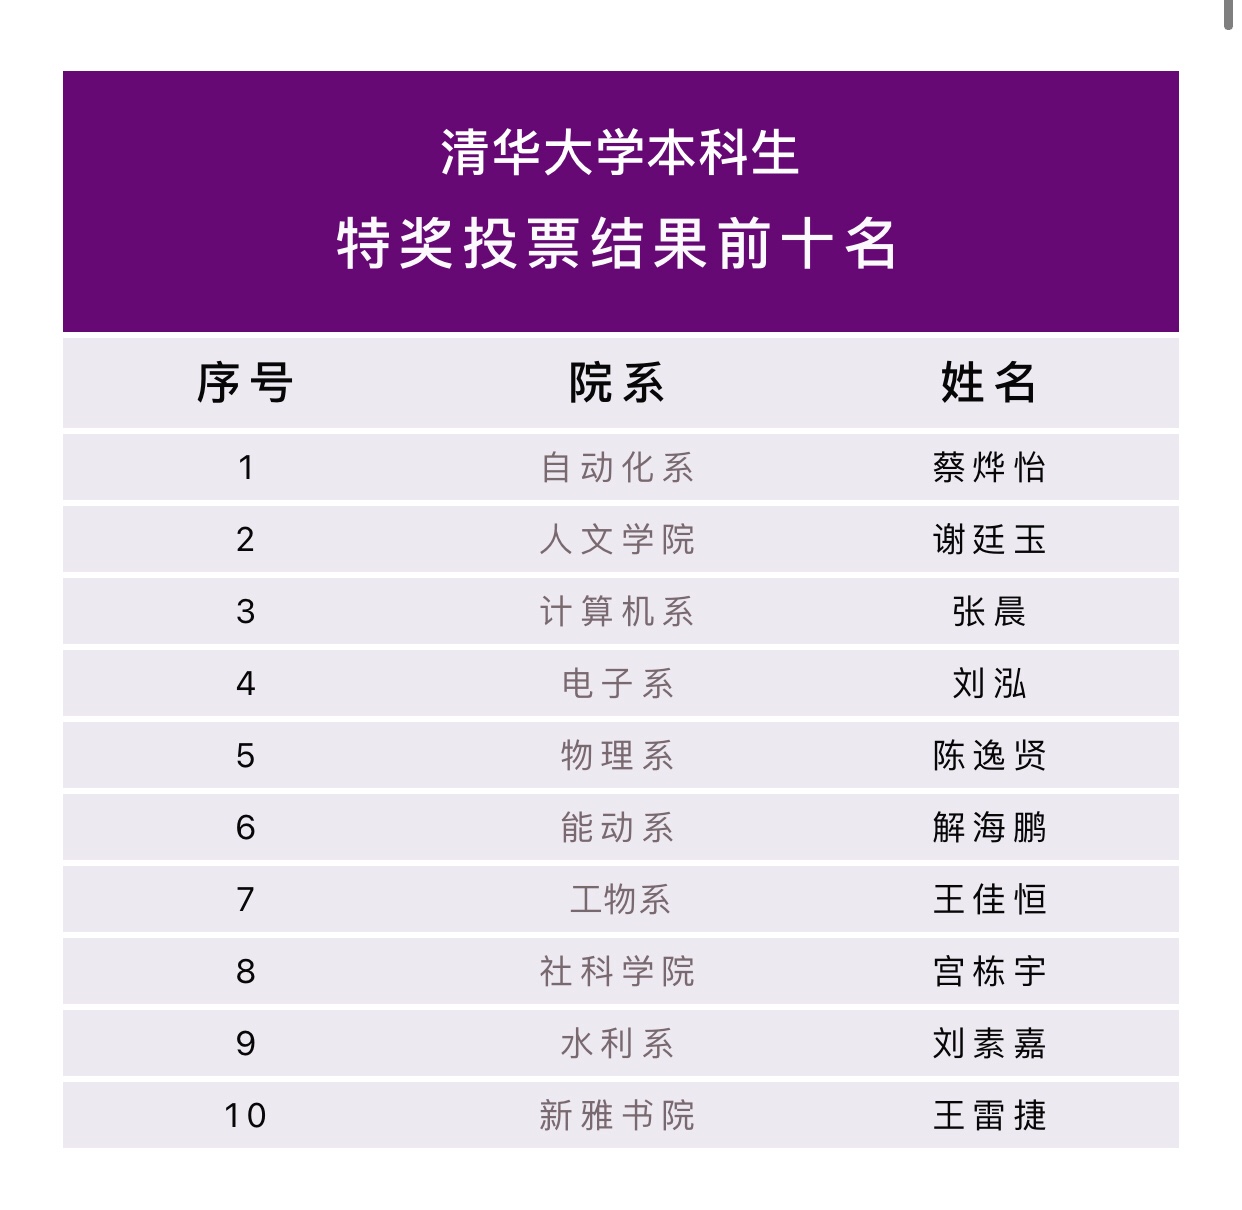 清华大学本科生
特奖投票结果前十名
序号 院系 姓名
1 自动化系 蔡烨怡
2 人文学院 谢廷玉
3 计算机系 张晨
4 电子系 刘泓
5 物理系 陈逸贤
6 能动系 解海鹏
7 工物系 王佳恒
8 社科学院 宫栋宇
9 水利系 刘素嘉
10 新雅书院 王雷捷